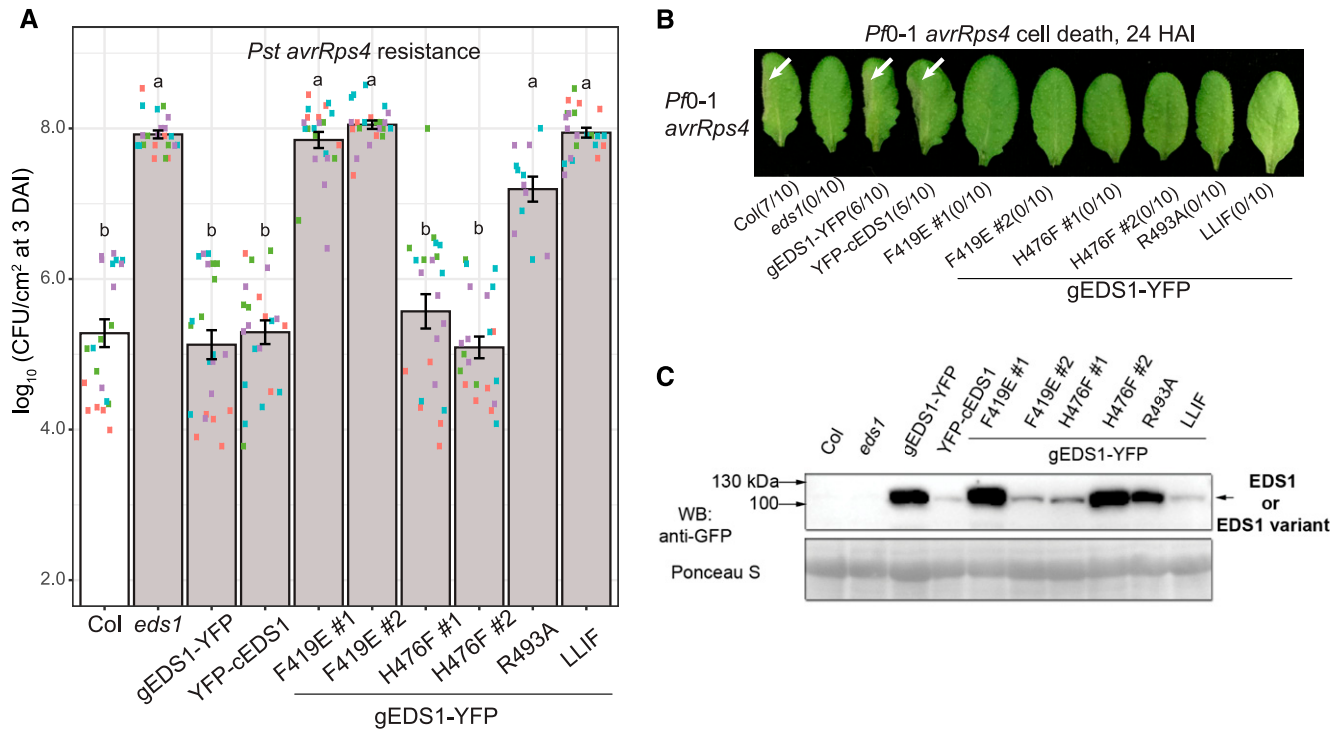 A
Pst avrRps4 resistance
log10 (CFU/cm2 at 3 DAI)
8.0
6.0
4.0
2.0
b
a
b
b
a
a
b
b
a
a
Col
eds1
gEDS1-YFP
YFP-cEDS1
F419E #1
F419E #2
H476F #1
H476F #2
R493A
LLIF
gEDS1-YFP
B
Pf0-1 avrRps4 cell death, 24 HAI
Pf0-1
avrRps4
Col(7/10)
eds1(0/10)
gEDS1-YFP(6/10)
YFP-cEDS1(5/10)
F419E #1(0/10)
F419E #2(0/10)
H476F #1(0/10)
H476F #2(0/10)
R493A(0/10)
LLIF(0/10)
gEDS1-YFP
C
Col
eds1
gEDS1-YFP
YFP-cEDS1
F419E #1
F419E #2
H476F #1
H476F #2
R493A
LLIF
gEDS1-YFP
130 kDa
100
WB:
anti-GFP
EDS1
or
EDS1 variant
Ponceau S